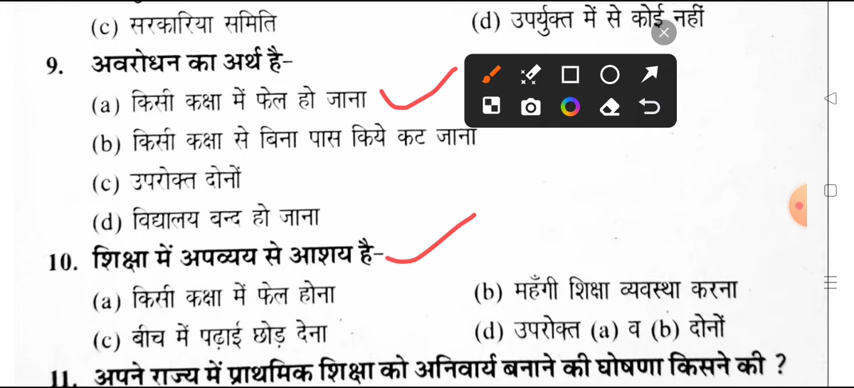 (c) सरकारिया समिति (d) उपर्युक्त में से कोई नहीं
9. अवरोधन का अर्थ है-
(a) किसी कक्षा में फेल हो जाना
(b) किसी कक्षा से बिना पास किये कट जाना
(c) उपरोक्त दोनों
(d) विद्यालय बन्द हो जाना
10. शिक्षा में अपव्यय से आशय है-
(a) किसी कक्षा में फेल होना (b) महँगी शिक्षा व्यवस्था करना
(c) बीच में पढ़ाई छोड़ देना (d) उपरोक्त (a) व (b) दोनों
11. अपने राज्य में प्राथमिक शिक्षा को अनिवार्य बनाने की घोषणा किसने की ?